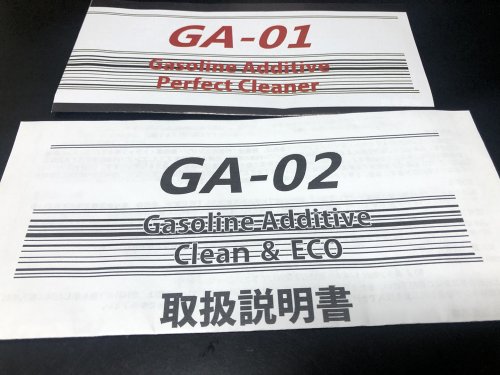 GA-01
Gasoline Additive
Perfect Cleaner
GA-02
Gasoline Additive
Clean & ECO
取扱説明書